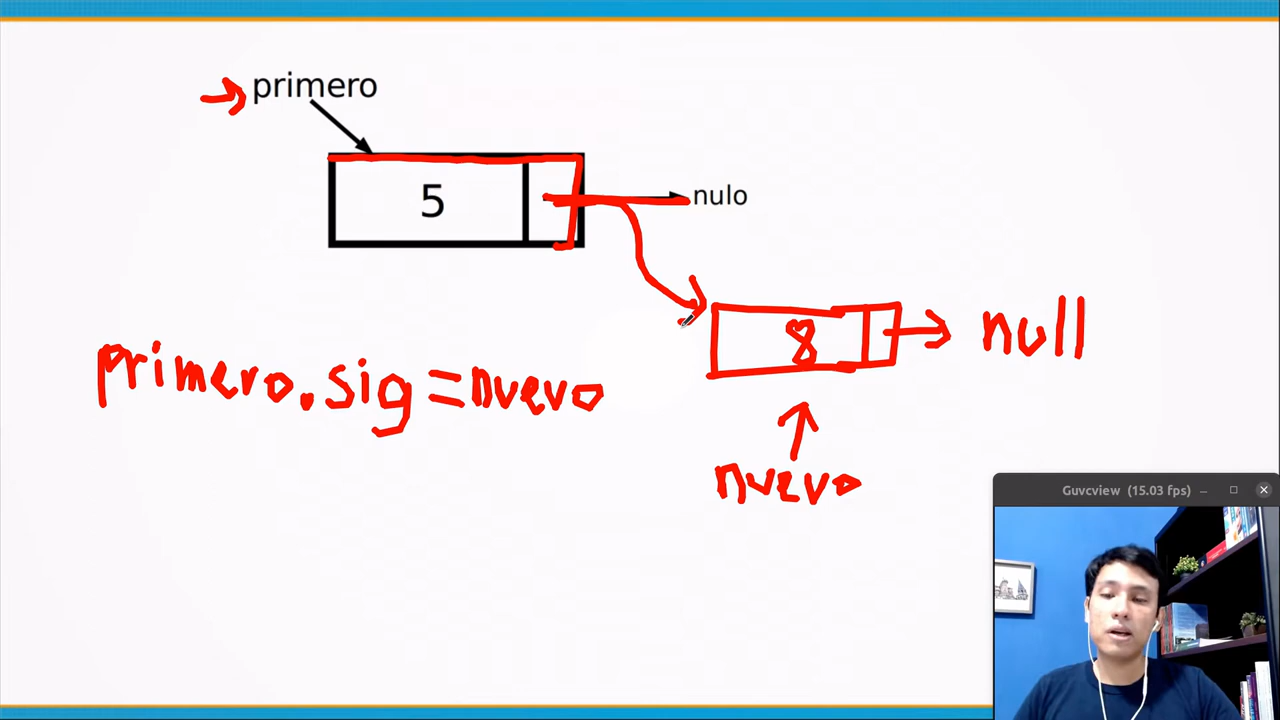 primero
5
nulo
8
null
primero.sig=nuevo
nuevo
Guvcview (15.03 fps)